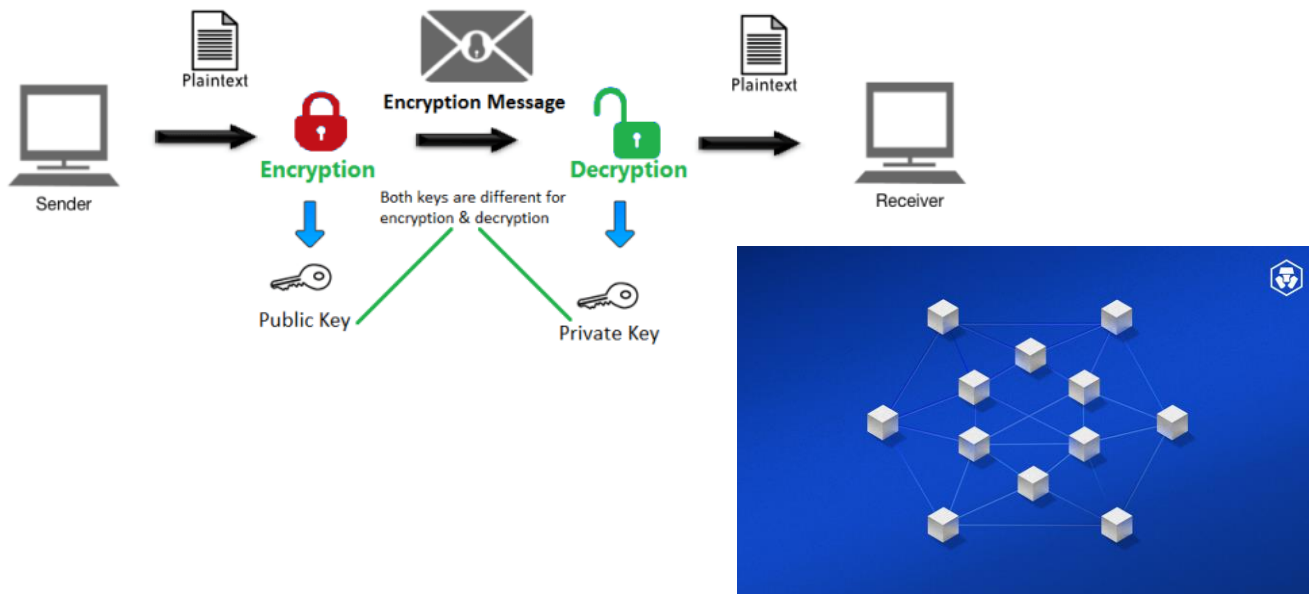 Plaintext
Encryption Message
Plaintext
Sender
Encryption
Decryption
Receiver
Both keys are different for
encryption & decryption
Public Key
Private Key